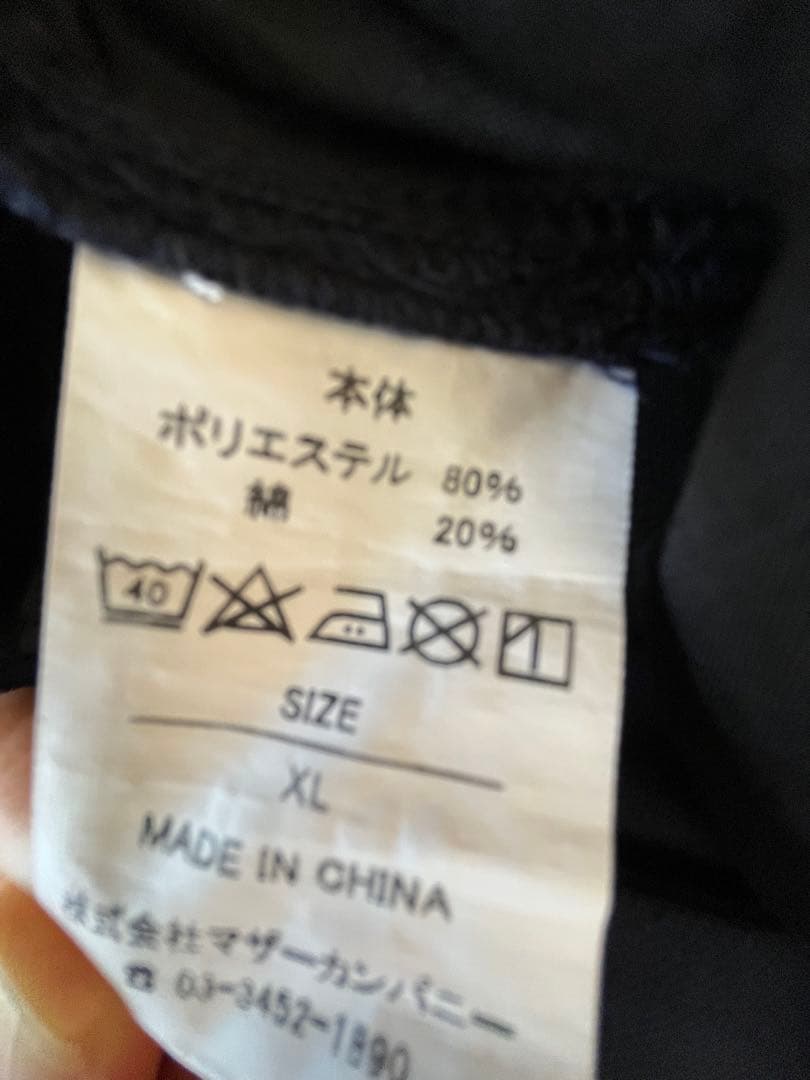 本体
ポリエステル 80%
綿 20%
40
SIZE
XL
MADE IN CHINA
株式会社マザーカンパニー
☎ 03-3452-1890